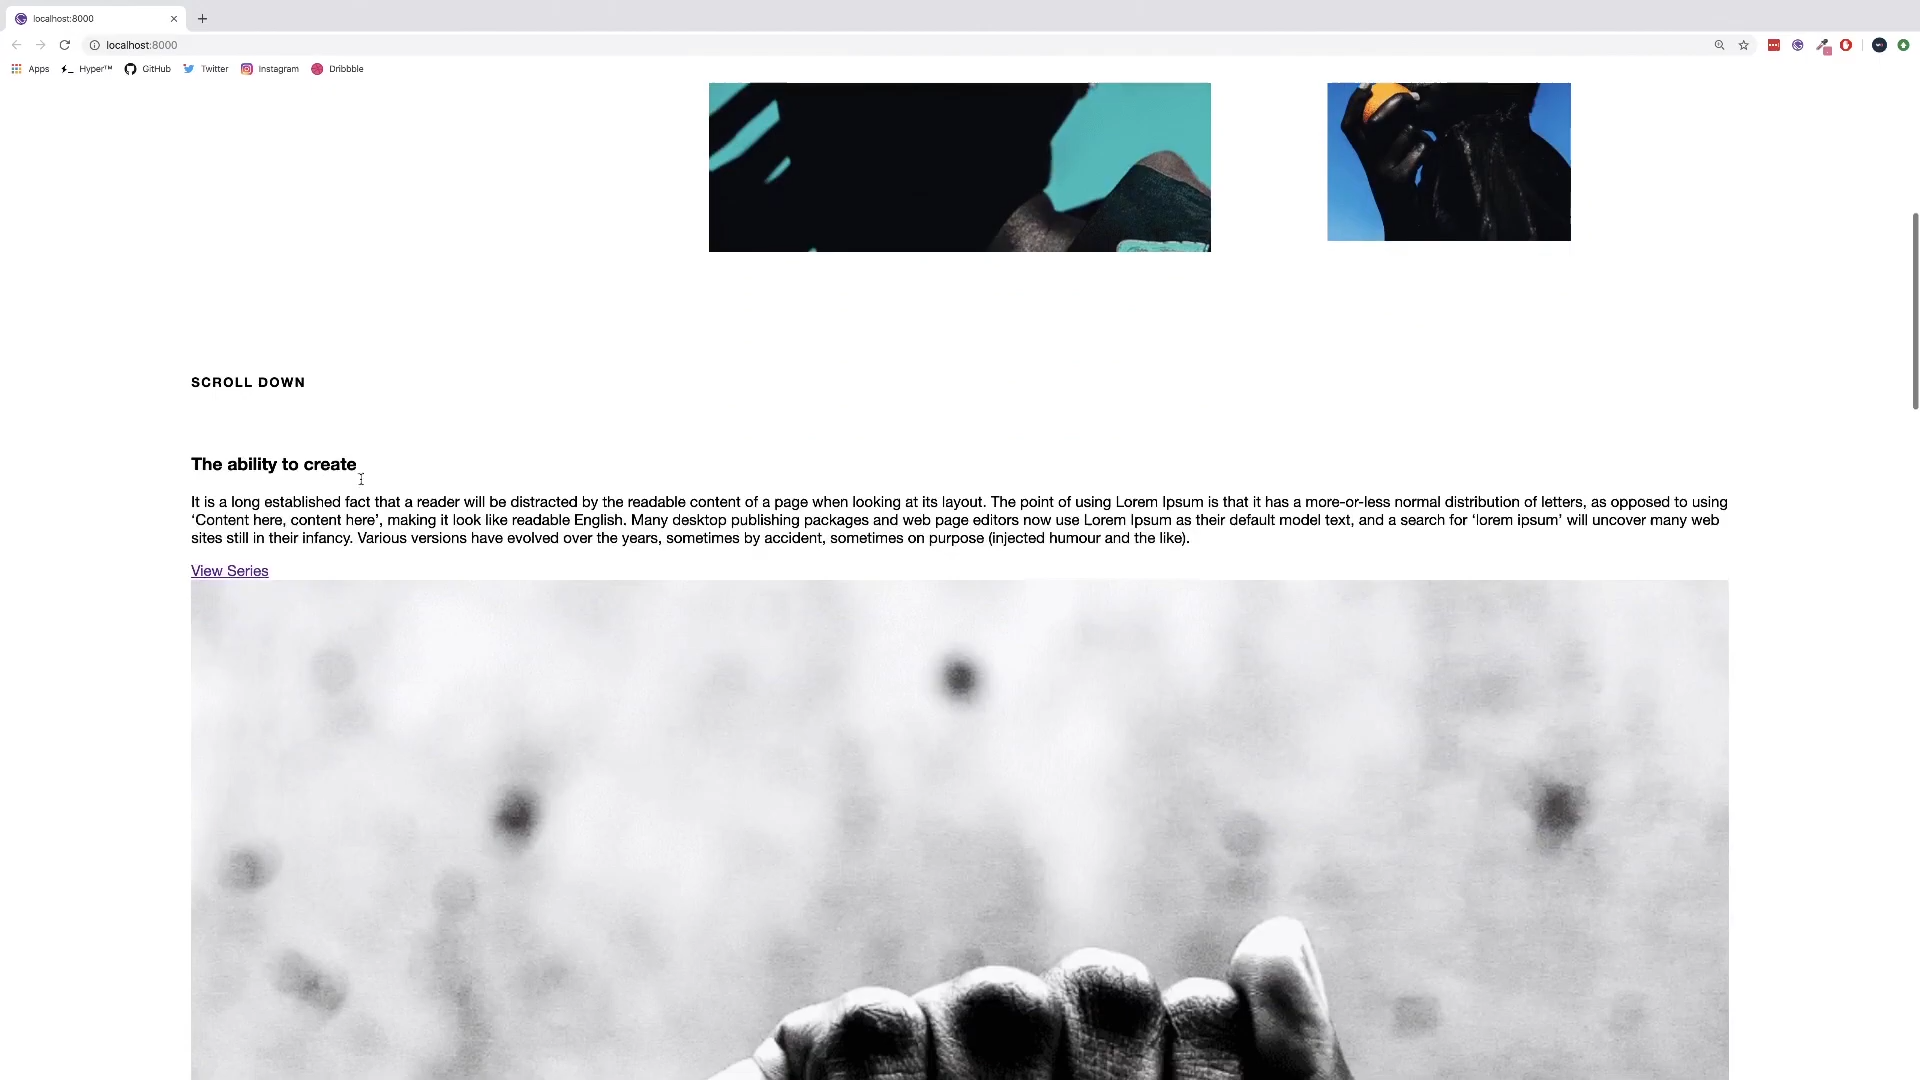 localhost:8000
localhost:8000
Apps Hyper™ GitHub Twitter Instagram Dribbble
SCROLL DOWN
The ability to create
It is a long established fact that a reader will be distracted by the readable content of a page when looking at its layout. The point of using Lorem Ipsum is that it has a more-or-less normal distribution of letters, as opposed to using
‘Content here, content here’, making it look like readable English. Many desktop publishing packages and web page editors now use Lorem Ipsum as their default model text, and a search for ‘lorem ipsum’ will uncover many web
sites still in their infancy. Various versions have evolved over the years, sometimes by accident, sometimes on purpose (injected humour and the like).
View Series